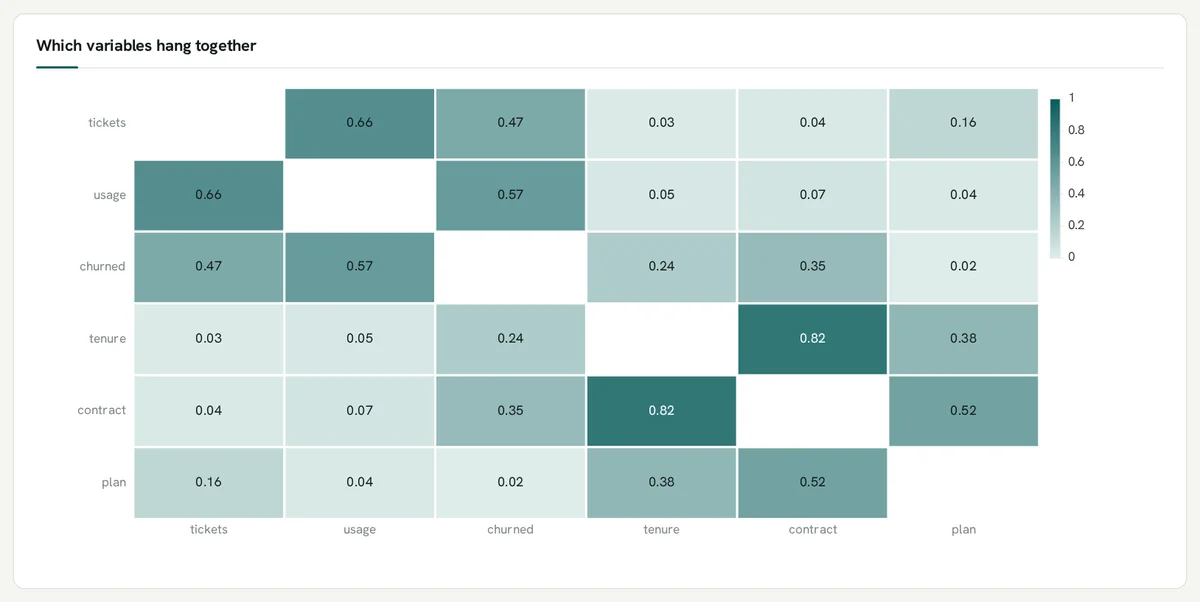 Which variables hang together
tickets 0.66 0.47 0.03 0.04 0.16
usage 0.66 0.57 0.05 0.07 0.04
churned 0.47 0.57 0.24 0.35 0.02
tenure 0.03 0.05 0.24 0.82 0.38
contract 0.04 0.07 0.35 0.82 0.52
plan 0.16 0.04 0.02 0.38 0.52
tickets usage churned tenure contract plan
1
0.8
0.6
0.4
0.2
0